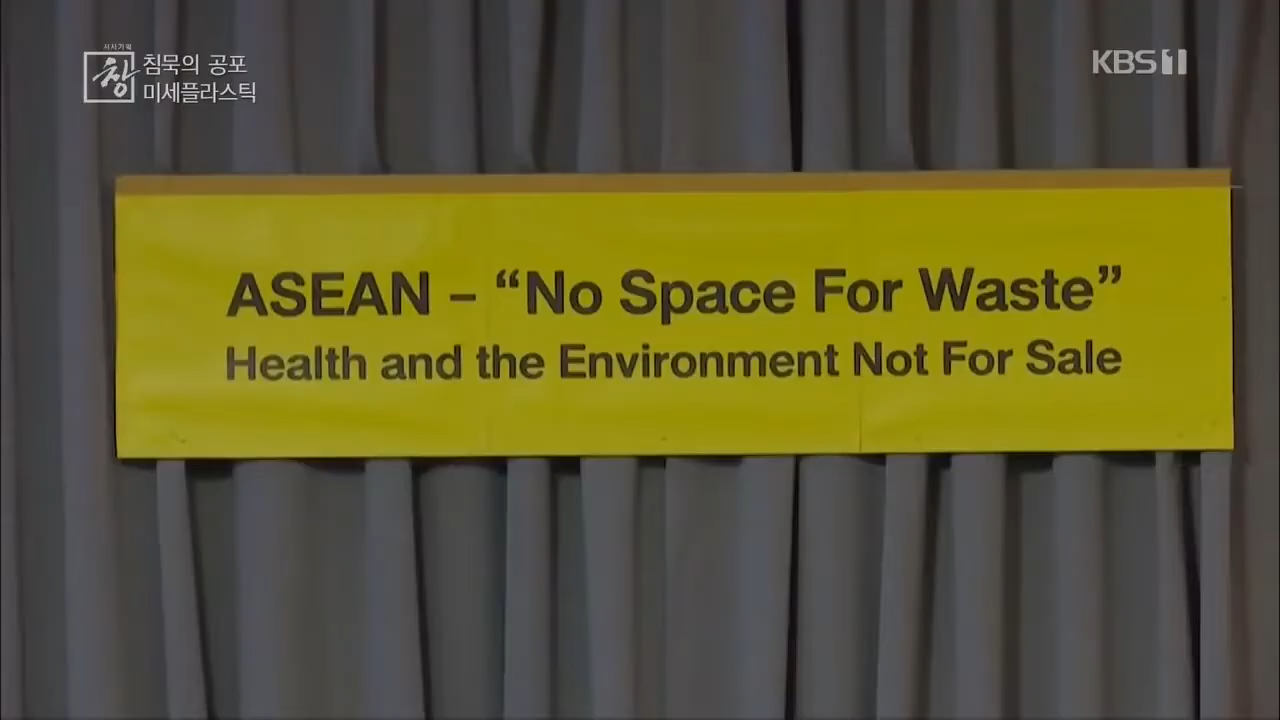 시사기획
창
침묵의 공포
미세플라스틱
KBS1
ASEAN – “No Space For Waste”
Health and the Environment Not For Sale